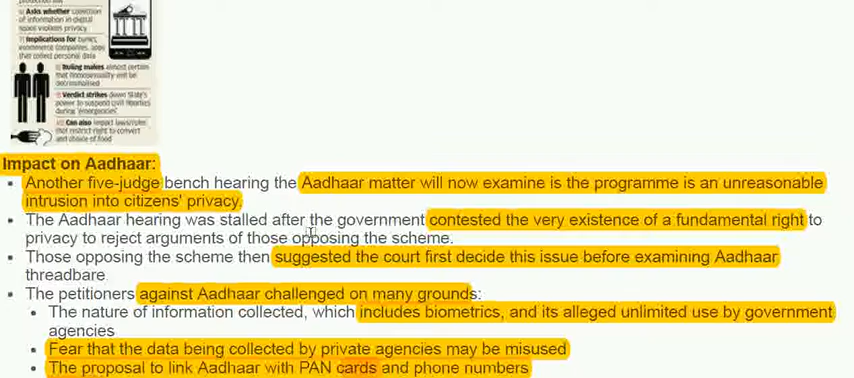 Asks whether collection
of information in digital
space violates privacy
Implications for banks,
ecommerce companies, apps
that collect personal data
Ruling makes almost certain
that homosexuality will be
decriminalised
Verdict strikes down State's
power to suspend civil liberties
during 'emergencies'
Can also impact laws/rules
that restrict right to convert
and choice of food
Impact on Aadhaar:
• Another five-judge bench hearing the Aadhaar matter will now examine is the programme is an unreasonable
intrusion into citizens' privacy.
• The Aadhaar hearing was stalled after the government contested the very existence of a fundamental right to
privacy to reject arguments of those opposing the scheme.
• Those opposing the scheme then suggested the court first decide this issue before examining Aadhaar
threadbare.
• The petitioners against Aadhaar challenged on many grounds:
• The nature of information collected, which includes biometrics, and its alleged unlimited use by government
agencies
• Fear that the data being collected by private agencies may be misused
• The proposal to link Aadhaar with PAN cards and phone numbers